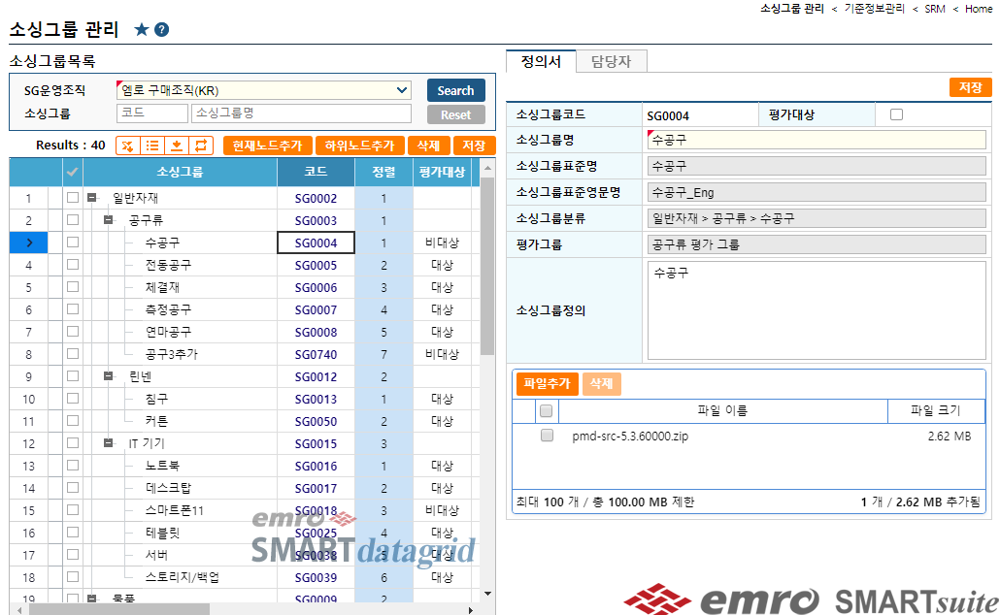 소싱그룹 관리 < 기준정보관리 < SRM < Home
소싱그룹 관리 ★ ?
소싱그룹목록
SG운영조직 엠로 구매조직(KR) Search
소싱그룹 코드 소싱그룹명 Reset
Results : 40 현재노드추가 하위노드추가 삭제 저장
소싱그룹 코드 정렬 평가대상
1 일반자재 SG0002 1
2 공구류 SG0003 1
수공구 SG0004 1 비대상
4 전동공구 SG0005 2 대상
5 체결재 SG0006 3 대상
6 측정공구 SG0007 4 대상
7 연마공구 SG0008 5 대상
8 공구3추가 SG0740 7 비대상
9 린넨 SG0012 2
10 침구 SG0013 1 대상
11 커튼 SG0050 2 대상
12 IT 기기 SG0015 3
13 노트북 SG0016 1 대상
14 데스크탑 SG0017 2 대상
15 스마트폰11 SG0018 3 비대상
16 테블릿 SG0025 4 대상
17 서버 SG0038 5 대상
18 스토리지/백업 SG0039 6 대상
19 물품 SG0009 2
emro
SMARTdatagrid
정의서 담당자
저장
소싱그룹코드 SG0004 평가대상
소싱그룹명 수공구
소싱그룹표준명 수공구
소싱그룹표준영문명 수공구_Eng
소싱그룹분류 일반자재 > 공구류 > 수공구
평가그룹 공구류 평가 그룹
소싱그룹정의 수공구
파일추가 삭제
파일 이름 파일 크기
pmd-src-5.3.60000.zip 2.62 MB
최대 100 개 / 총 100.00 MB 제한 1 개 / 2.62 MB 추가됨
emro SMARTsuite